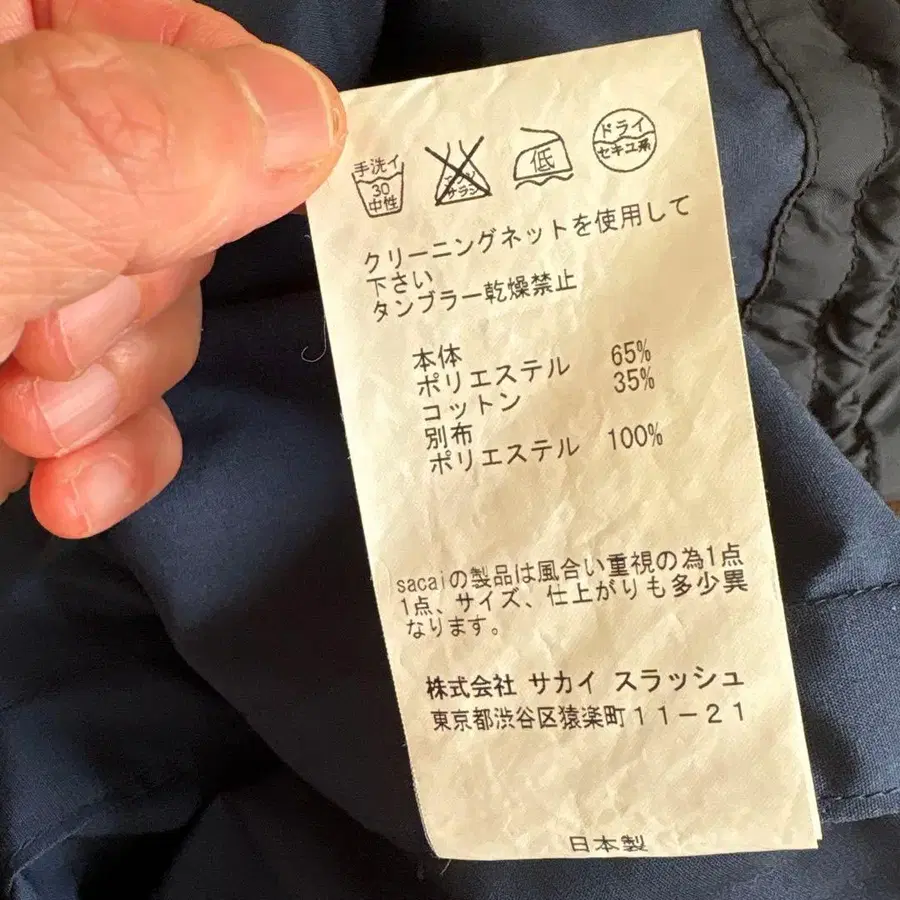 手洗イ
30
中性
エンソ
サラシ
低
ドライ
セキユ系
クリーニングネットを使用して
下さい
タンブラー乾燥禁止
本体
ポリエステル 65%
コットン 35%
別布
ポリエステル 100%
sacaiの製品は風合い重視の為1点
1点、サイズ、仕上がりも多少異
なります。
株式会社 サカイ スラッシュ
東京都渋谷区猿楽町11-21
日本製